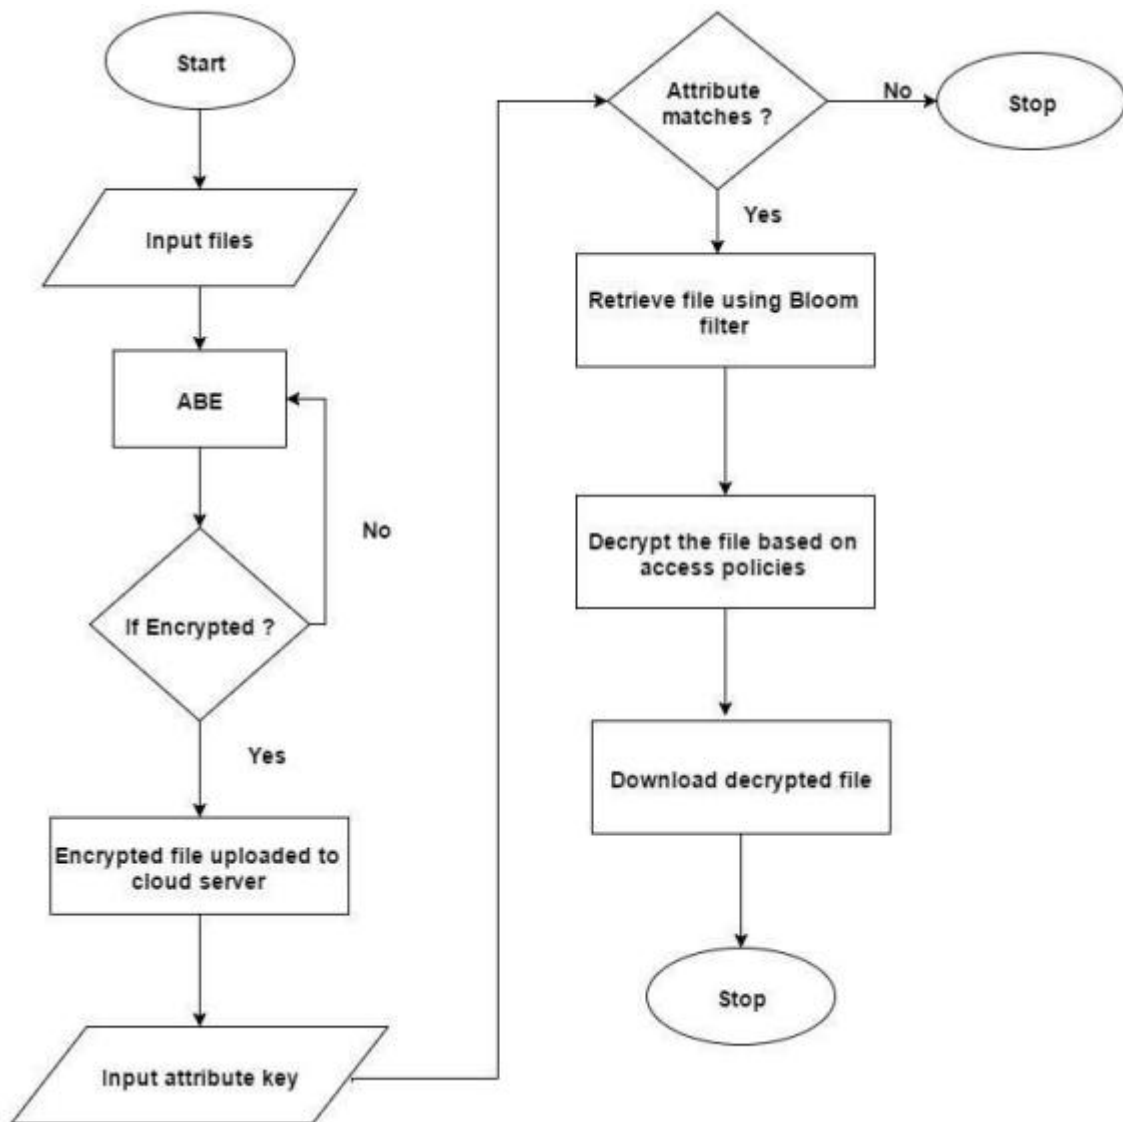 Start
Input files
ABE
No
If Encrypted ?
Yes
Encrypted file uploaded to
cloud server
Input attribute key
Attribute
matches ?
No
Stop
Yes
Retrieve file using Bloom
filter
Decrypt the file based on
access policies
Download decrypted file
Stop